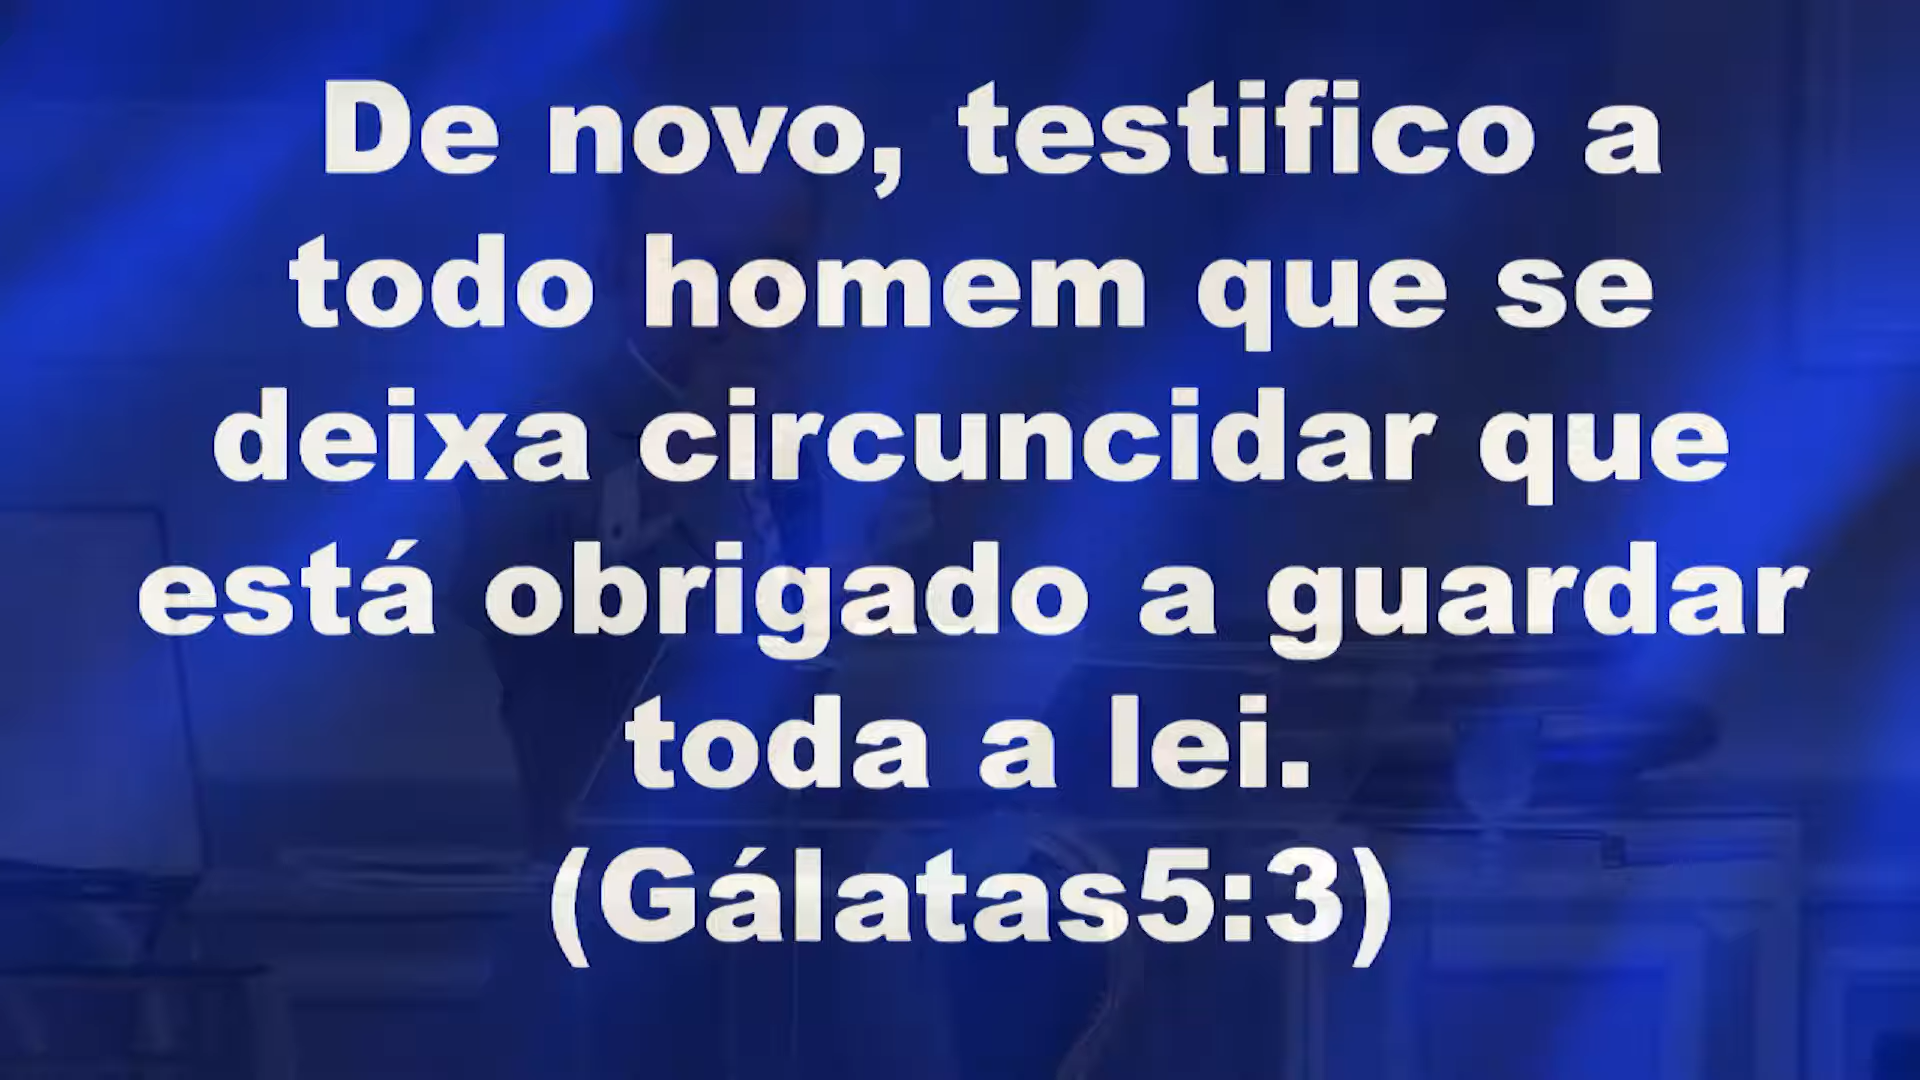 De novo, testifico a
todo homem que se
deixa circuncidar que
está obrigado a guardar
toda a lei.
(Gálatas5:3)